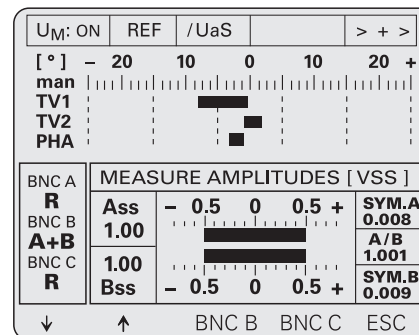 UM: ON REF /UaS > + >
[°] – 20 10 0 10 20 +
man
TV1
TV2
PHA
BNC A
R
BNC B
A+B
BNC C
R
MEASURE AMPLITUDES [VSS]
Ass
1.00
1.00
Bss
– 0.5 0 0.5 +
– 0.5 0 0.5 +
SYM.A
0.008
A/B
1.001
SYM.B
0.009
↓ ↑ BNC B BNC C ESC